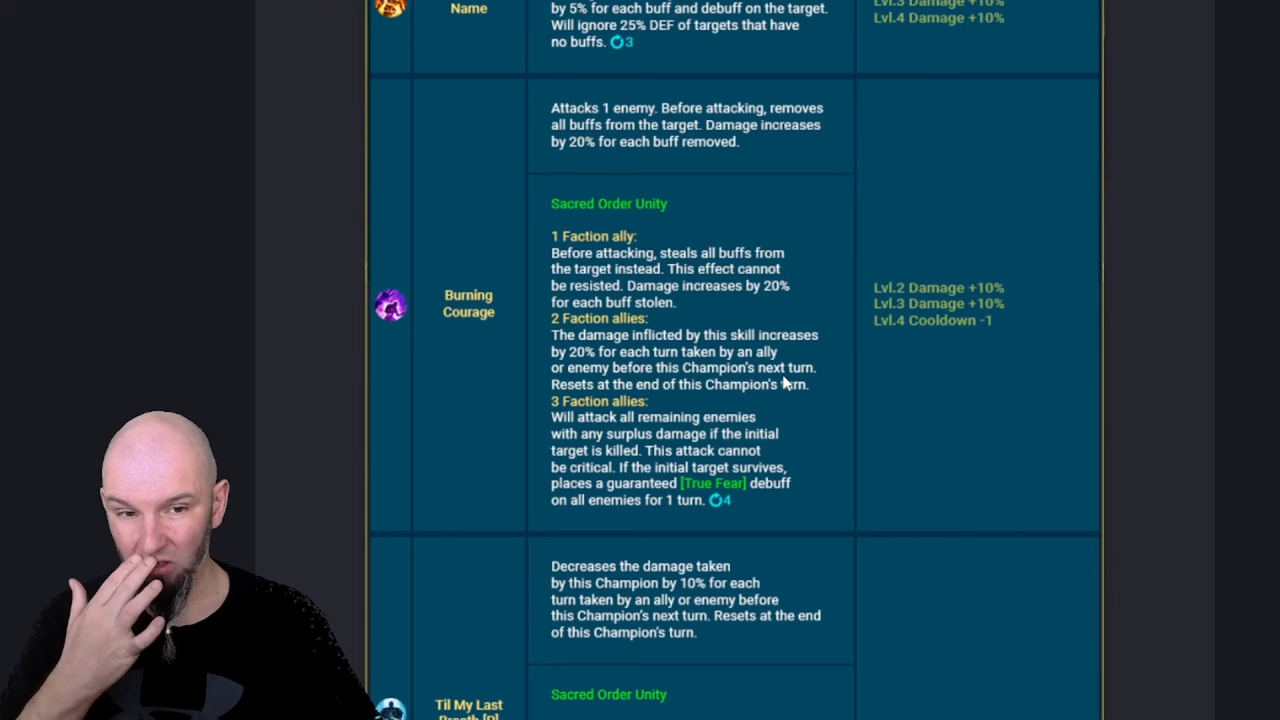 Name
by 5% for each buff and debuff on the target.
Will ignore 25% DEF of targets that have
no buffs. 3
Lvl.3 Damage +10%
Lvl.4 Damage +10%
Burning
Courage
Attacks 1 enemy. Before attacking, removes
all buffs from the target. Damage increases
by 20% for each buff removed.
Sacred Order Unity
1 Faction ally:
Before attacking, steals all buffs from
the target instead. This effect cannot
be resisted. Damage increases by 20%
for each buff stolen.
2 Faction allies:
The damage inflicted by this skill increases
by 20% for each turn taken by an ally
or enemy before this Champion's next turn.
Resets at the end of this Champion's turn.
3 Faction allies:
Will attack all remaining enemies
with any surplus damage if the initial
target is killed. This attack cannot
be critical. If the initial target survives,
places a guaranteed [True Fear] debuff
on all enemies for 1 turn. 4
Lvl.2 Damage +10%
Lvl.3 Damage +10%
Lvl.4 Cooldown -1
Til My Last
Breath [P]
Decreases the damage taken
by this Champion by 10% for each
turn taken by an ally or enemy before
this Champion's next turn. Resets at the end
of this Champion's turn.
Sacred Order Unity